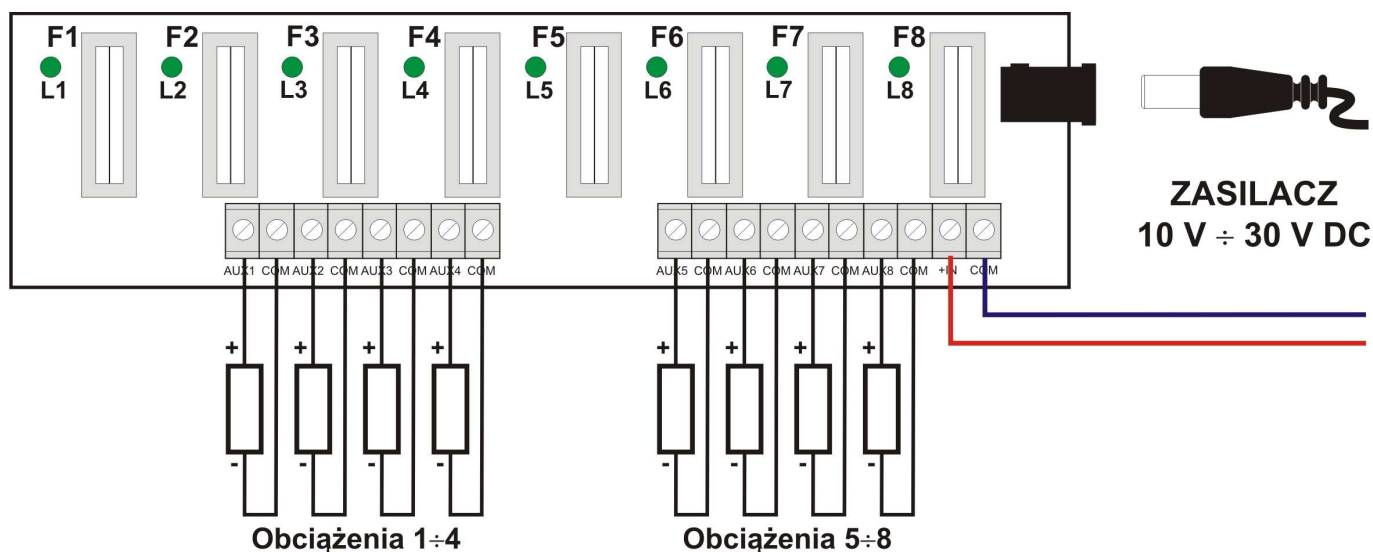 F1 F2 F3 F4 F5 F6 F7 F8
L1 L2 L3 L4 L5 L6 L7 L8
ZASILACZ
10 V ÷ 30 V DC
AUX1 COM AUX2 COM AUX3 COM AUX4 COM AUX5 COM AUX6 COM AUX7 COM AUX8 COM +IN COM
+ + + + + + + +
- - - - - - - -
Obciążenia 1÷4 Obciążenia 5÷8